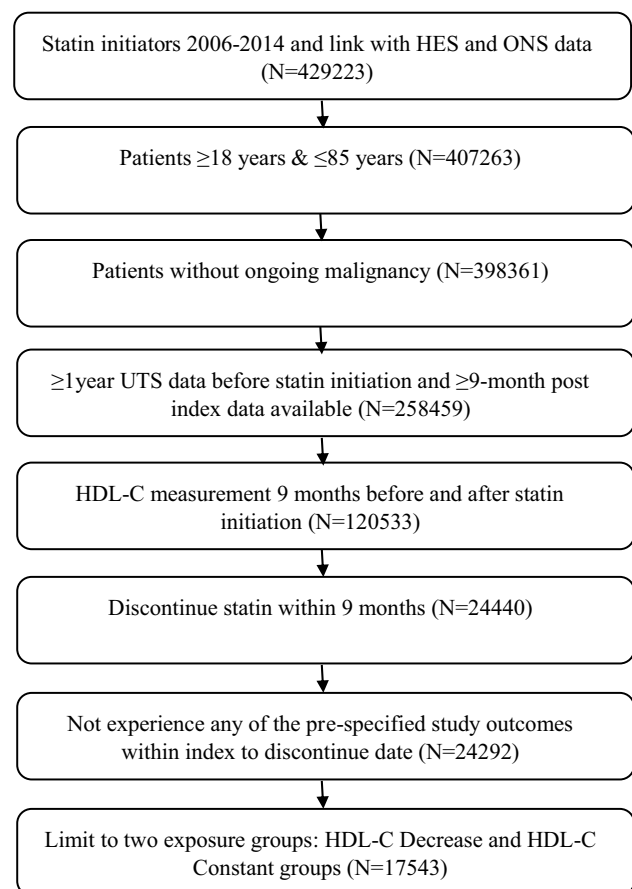 Statin initiators 2006-2014 and link with HES and ONS data
(N=429223)
Patients ≥18 years & ≤85 years (N=407263)
Patients without ongoing malignancy (N=398361)
≥1year UTS data before statin initiation and ≥9-month post
index data available (N=258459)
HDL-C measurement 9 months before and after statin
initiation (N=120533)
Discontinue statin within 9 months (N=24440)
Not experience any of the pre-specified study outcomes
within index to discontinue date (N=24292)
Limit to two exposure groups: HDL-C Decrease and HDL-C
Constant groups (N=17543)